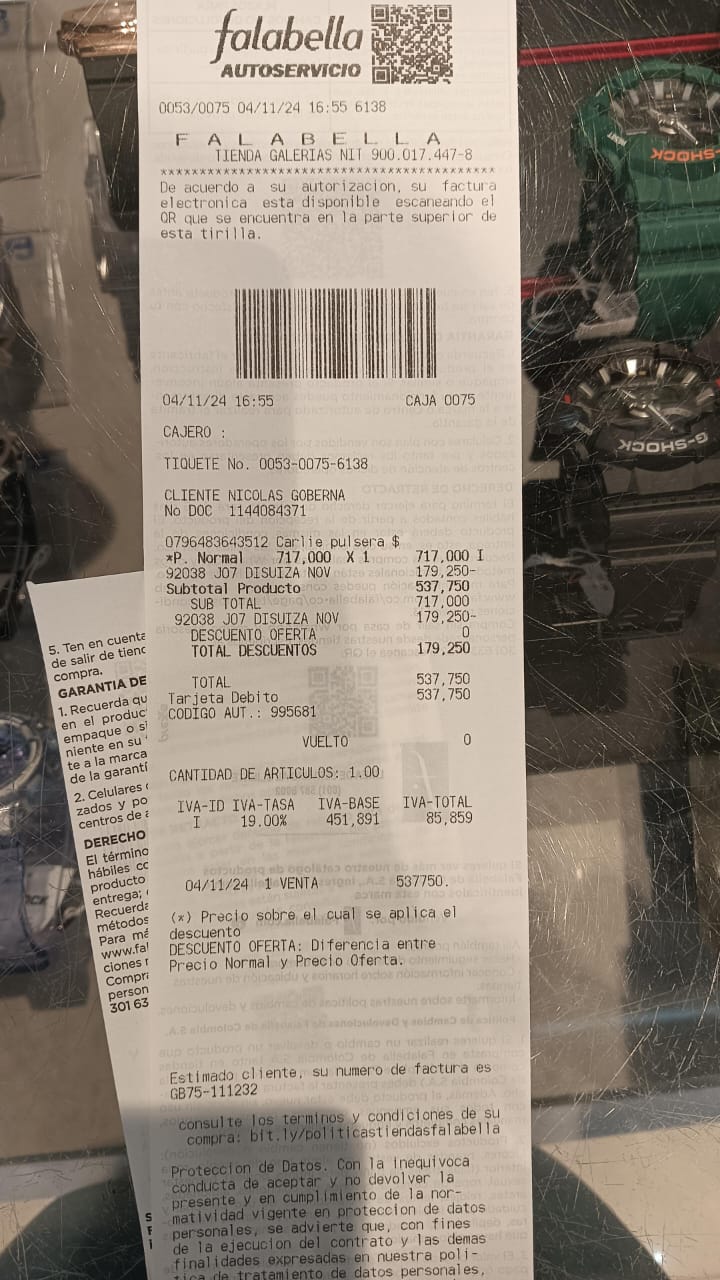 falabella
AUTOSERVICIO
0053/0075 04/11/24 16:55 6138
F A L A B E L L A
TIENDA GALERIAS NIT 900.017.447-8
****************************************
De acuerdo a su autorizacion, su factura
electronica esta disponible escaneando el
QR que se encuentra en la parte superior de
esta tirilla.
04/11/24 16:55 CAJA 0075
CAJERO :
TIQUETE No. 0053-0075-6138
CLIENTE NICOLAS GOBERNA
No DOC 1144084371
0796483643512 Carlie pulsera $
*P. Normal 717,000 X 1 717,000 I
92038 J07 DISUIZA NOV 179,250-
Subtotal Producto 537,750
SUB TOTAL 717,000
92038 J07 DISUIZA NOV 179,250-
DESCUENTO OFERTA 0
TOTAL DESCUENTOS 179,250
TOTAL 537,750
Tarjeta Debito 537,750
CODIGO AUT.: 995681
VUELTO 0
CANTIDAD DE ARTICULOS: 1.00
IVA-ID IVA-TASA IVA-BASE IVA-TOTAL
I 19.00% 451,891 85,859
04/11/24 1 VENTA 537750.
(*) Precio sobre el cual se aplica el
descuento
DESCUENTO OFERTA: Diferencia entre
Precio Normal y Precio Oferta.
Estimado cliente, su numero de factura es
GB75-111232
consulte los terminos y condiciones de su
compra: bit.ly/politicastiendasfalabella
Proteccion de Datos. Con la inequivoca
conducta de aceptar y no devolver la
presente y en cumplimiento de la nor-
matividad vigente en proteccion de datos
personales, se advierte que, con fines
de la ejecucion del contrato y las demas
finalidades expresadas en nuestra poli-
tica de tratamiento de datos personales,
5. Ten en cuenta
de salir de tiend
compra.
GARANTIA DE
1. Recuerda qu
en el produc
empaque o si
niente en su
te a la marca
de la garantí
2. Celulares
zados y po
centros de a
DERECHO
El término
hábiles co
producto
entrega;
Recuerda
métodos
Para má
www.fal
ciones r
Compra
person
301 63
G-SHOCK
G-SHOCK